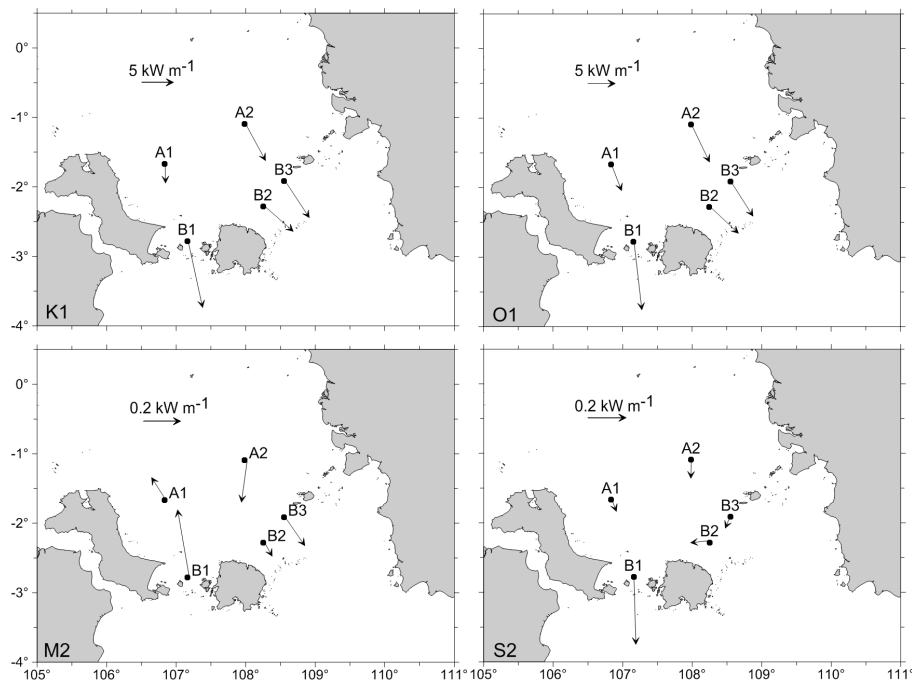 0°
5 kW m-1
5 kW m-1
A2
A2
-1°
A1
A1
B3
B3
-2°
B2
B2
B1
B1
-3°
K1
O1
-4°
0°
0.2 kW m-1
0.2 kW m-1
-1°
A2
A2
A1
A1
-2°
B3
B3
B2
B2
B1
B1
-3°
M2
S2
-4°
105° 106° 107° 108° 109° 110° 111° 105° 106° 107° 108° 109° 110° 111°